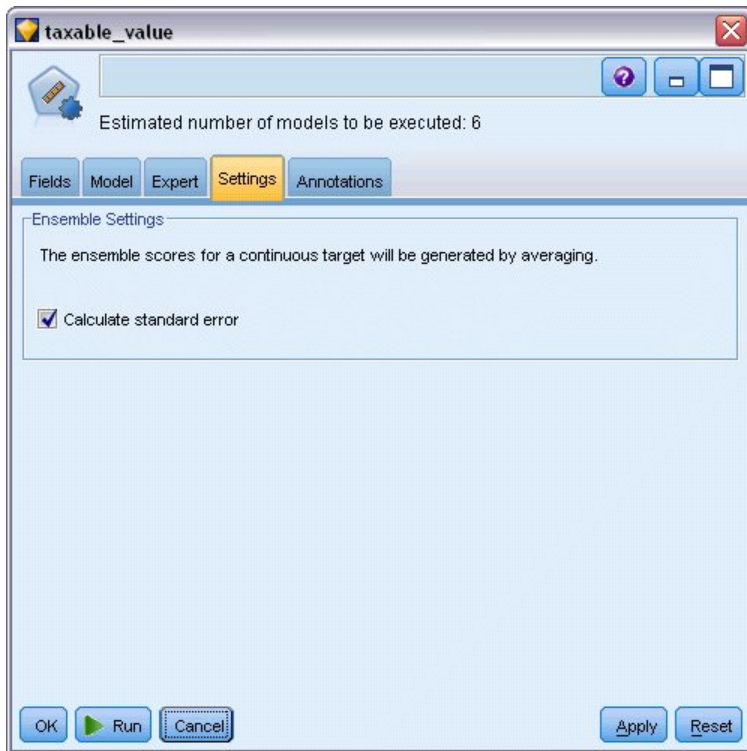 taxable_value
?
Estimated number of models to be executed: 6
Fields Model Expert Settings Annotations
Ensemble Settings
The ensemble scores for a continuous target will be generated by averaging.
Calculate standard error
OK Run Cancel Apply Reset